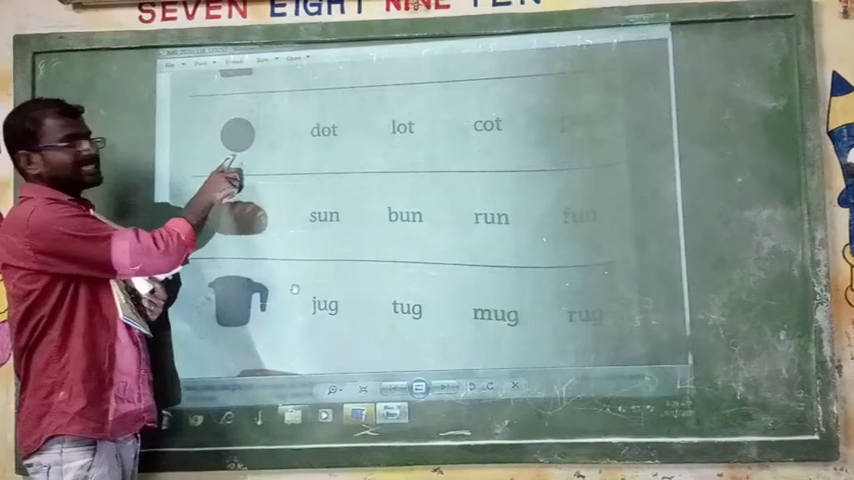 SEVEN EIGHT NINE TEN
dot lot cot
sun bun run fun
jug tug mug rug